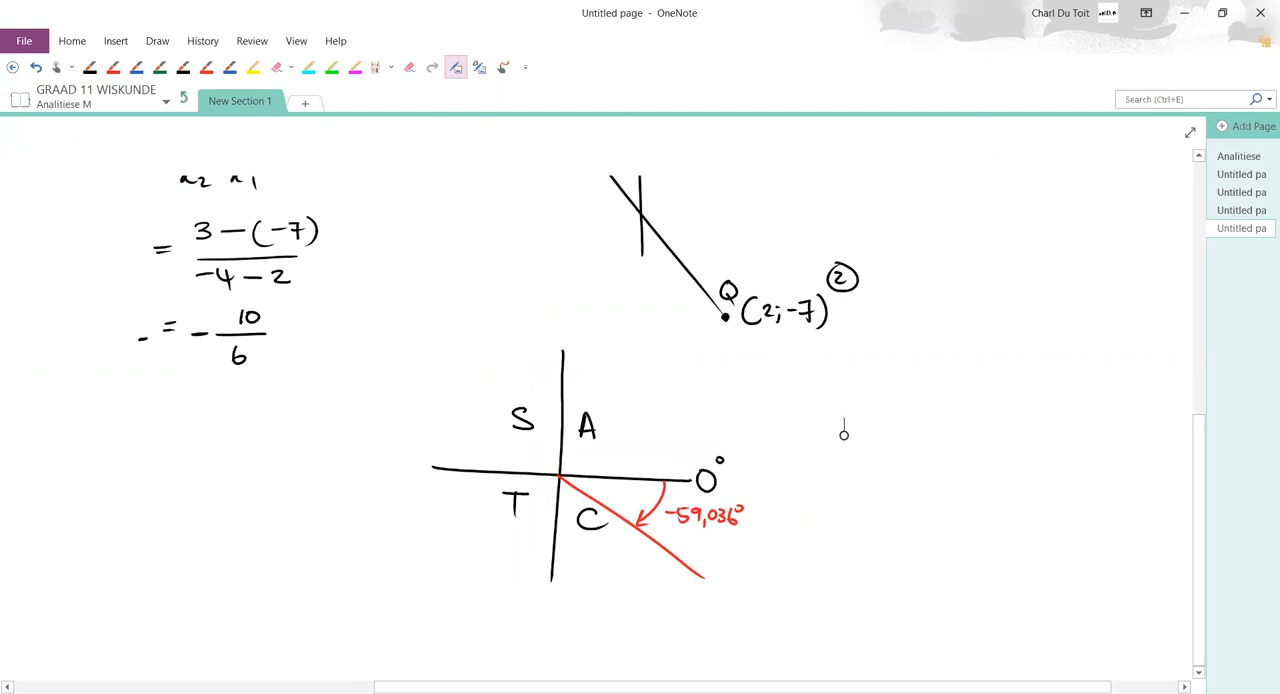 Untitled page - OneNote
Charl Du Toit
File Home Insert Draw History Review View Help
GRAAD 11 WISKUNDE
Analitiese M
New Section 1
+
Search (Ctrl+E)
Add Page
Analitiese
Untitled pa
Untitled pa
Untitled pa
Untitled pa
= 3 - (-7)
-4 - 2
= - 10
6
Q (2; -7) 2
S A
0°
T C -59,036°